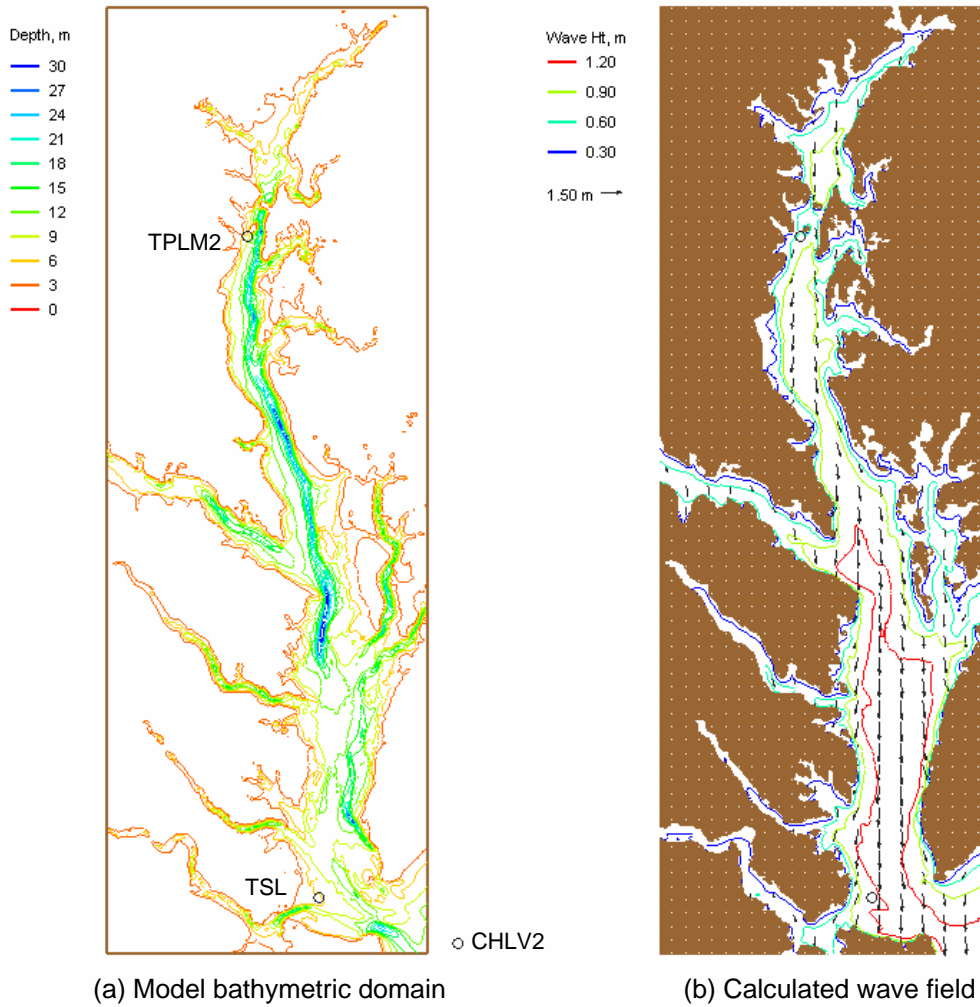 Depth, m
30
27
24
21
18
15
12
9
6
3
0
TPLM2
TSL
CHLV2
(a) Model bathymetric domain
Wave Ht, m
1.20
0.90
0.60
0.30
1.50 m
(b) Calculated wave field